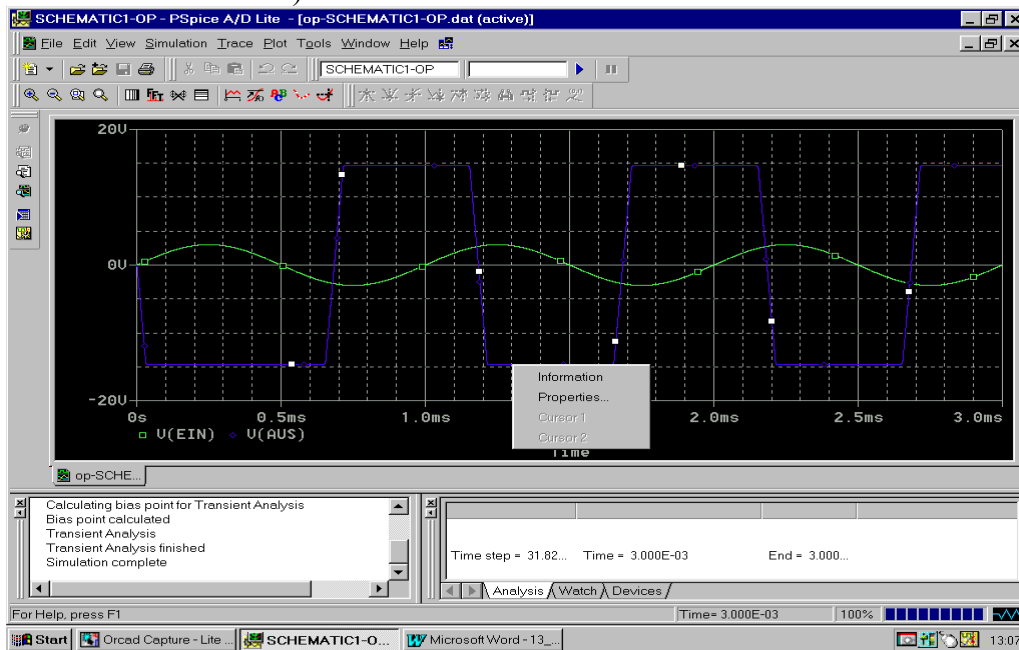 SCHEMATIC1-OP - PSpice A/D Lite - [op-SCHEMATIC1-OP.dat (active)]
File Edit View Simulation Trace Plot Tools Window Help
SCHEMATIC1-OP
20V
0V
-20V
0s 0.5ms 1.0ms 2.0ms 2.5ms 3.0ms
V(EIN) V(AUS)
Time
Information
Properties...
Cursor 1
Cursor 2
op-SCHE...
Calculating bias point for Transient Analysis
Bias point calculated
Transient Analysis
Transient Analysis finished
Simulation complete
Time step = 31.82... Time = 3.000E-03 End = 3.000...
Analysis Watch Devices
For Help, press F1 Time= 3.000E-03 100%
Start Orcad Capture - Lite ... SCHEMATIC1-O... Microsoft Word - 13_... 13:07